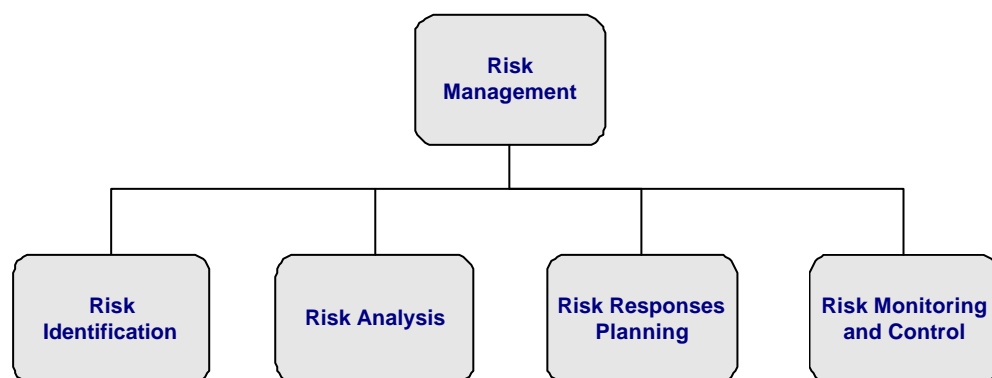 Risk
Management
Risk
Identification
Risk Analysis
Risk Responses
Planning
Risk Monitoring
and Control